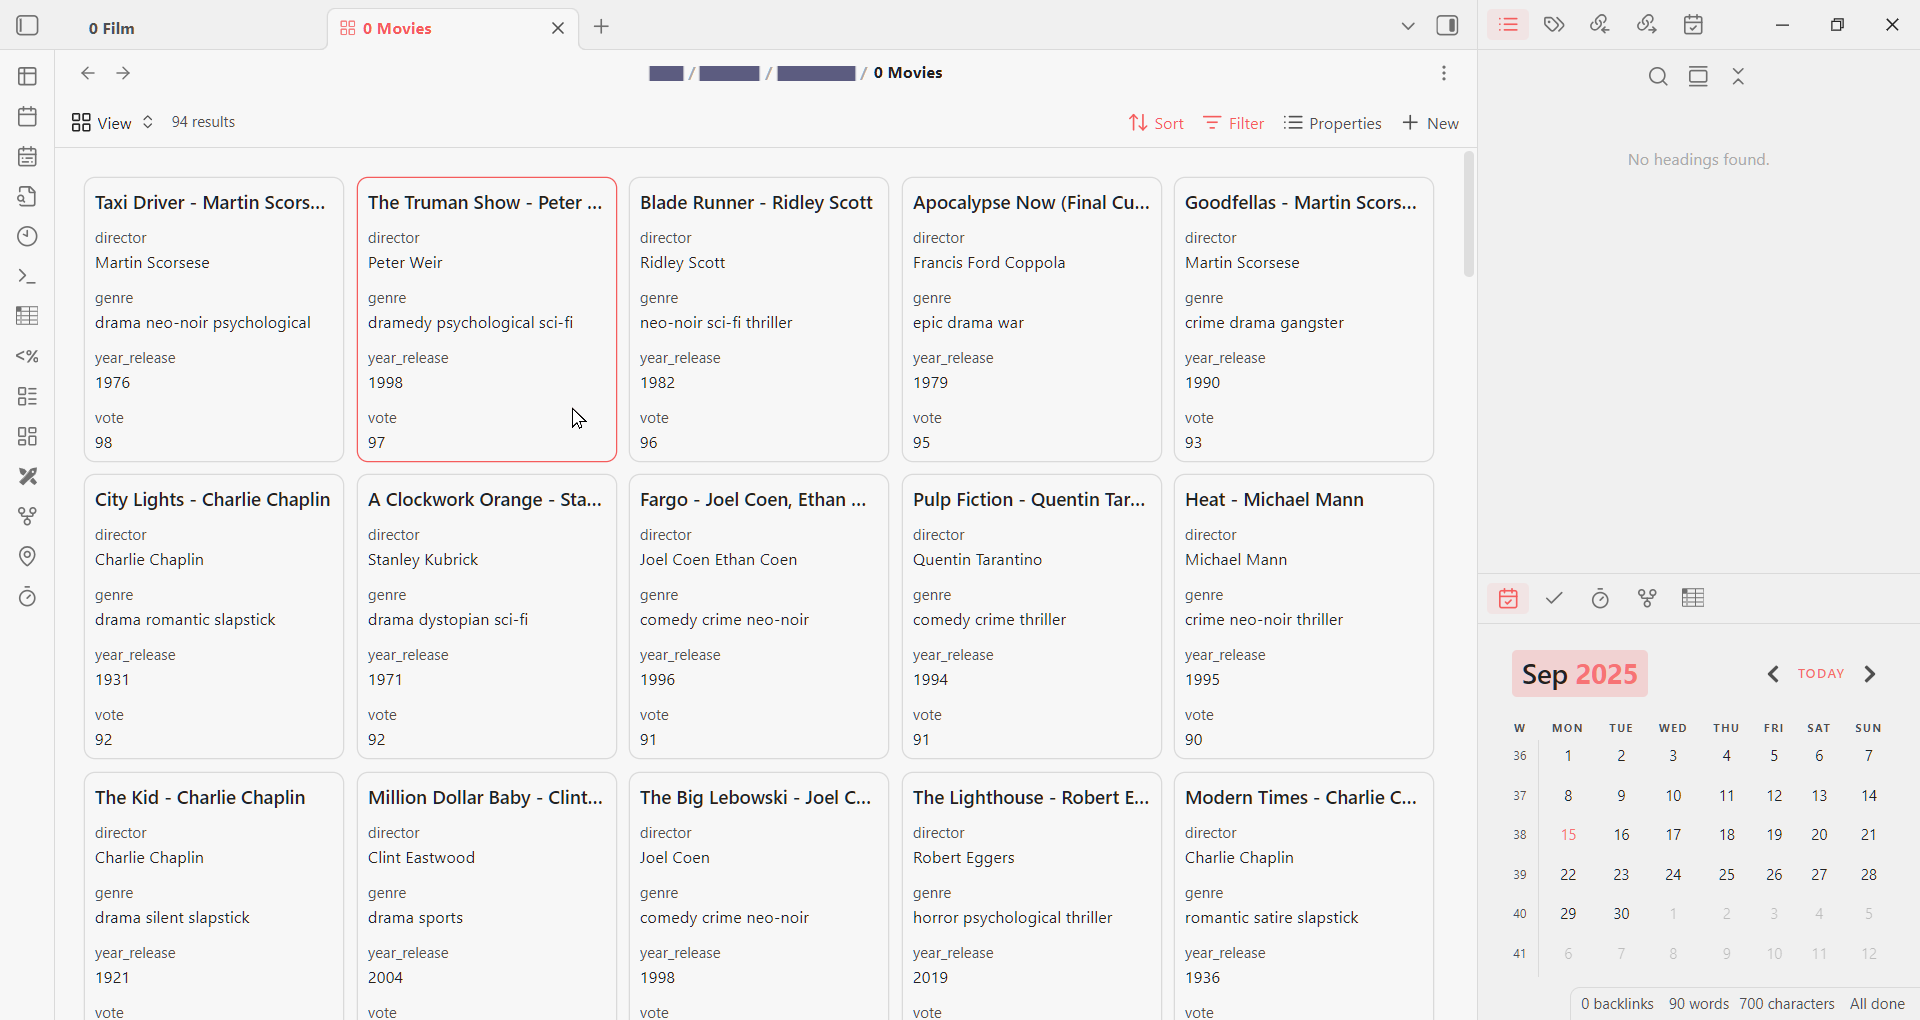 0 Film
0 Movies
/ / / 0 Movies
View 94 results
Sort Filter Properties New
Taxi Driver - Martin Scors...
director
Martin Scorsese
genre
drama neo-noir psychological
year_release
1976
vote
98
The Truman Show - Peter ...
director
Peter Weir
genre
dramedy psychological sci-fi
year_release
1998
vote
97
Blade Runner - Ridley Scott
director
Ridley Scott
genre
neo-noir sci-fi thriller
year_release
1982
vote
96
Apocalypse Now (Final Cu...
director
Francis Ford Coppola
genre
epic drama war
year_release
1979
vote
95
Goodfellas - Martin Scors...
director
Martin Scorsese
genre
crime drama gangster
year_release
1990
vote
93
City Lights - Charlie Chaplin
director
Charlie Chaplin
genre
drama romantic slapstick
year_release
1931
vote
92
A Clockwork Orange - Sta...
director
Stanley Kubrick
genre
drama dystopian sci-fi
year_release
1971
vote
92
Fargo - Joel Coen, Ethan ...
director
Joel Coen Ethan Coen
genre
comedy crime neo-noir
year_release
1996
vote
91
Pulp Fiction - Quentin Tar...
director
Quentin Tarantino
genre
comedy crime thriller
year_release
1994
vote
91
Heat - Michael Mann
director
Michael Mann
genre
crime neo-noir thriller
year_release
1995
vote
90
The Kid - Charlie Chaplin
director
Charlie Chaplin
genre
drama silent slapstick
year_release
1921
vote
Million Dollar Baby - Clint...
director
Clint Eastwood
genre
drama sports
year_release
2004
vote
The Big Lebowski - Joel C...
director
Joel Coen
genre
comedy crime neo-noir
year_release
1998
vote
The Lighthouse - Robert E...
director
Robert Eggers
genre
horror psychological thriller
year_release
2019
vote
Modern Times - Charlie C...
director
Charlie Chaplin
genre
romantic satire slapstick
year_release
1936
vote
No headings found.
Sep 2025 TODAY
W MON TUE WED THU FRI SAT SUN
36 1 2 3 4 5 6 7
37 8 9 10 11 12 13 14
38 15 16 17 18 19 20 21
39 22 23 24 25 26 27 28
40 29 30 1 2 3 4 5
41 6 7 8 9 10 11 12
0 backlinks 90 words 700 characters All done